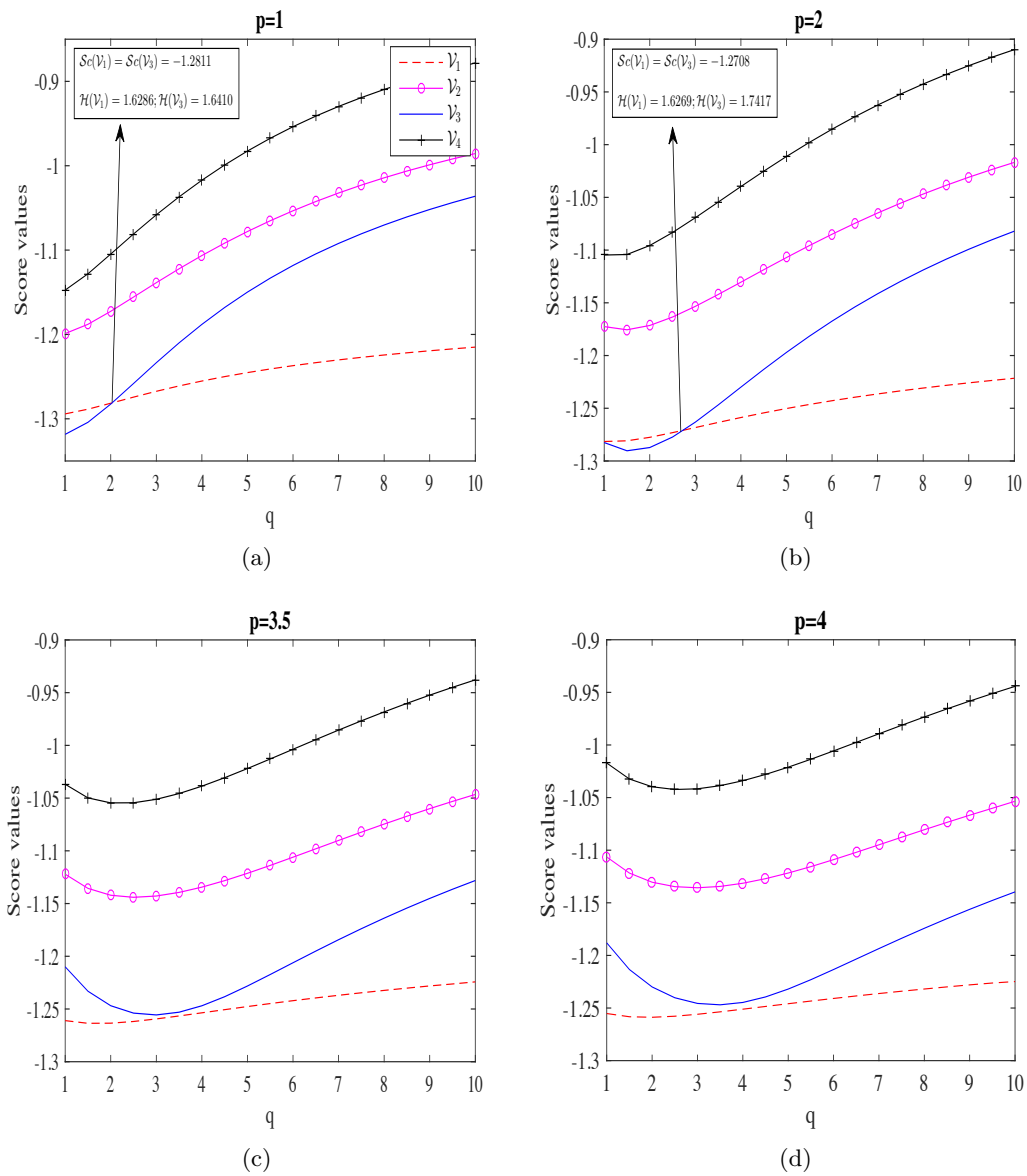 p=1
Sc(V₁) = Sc(V₃) = −1.2811
H(V₁) = 1.6286; H(V₃) = 1.6410
V₁
V₂
V₃
V₄
-0.9
-1
-1.1
-1.2
-1.3
Score values
1 2 3 4 5 6 7 8 9 10
q
(a)
p=2
Sc(V₁) = Sc(V₃) = −1.2708
H(V₁) = 1.6269; H(V₃) = 1.7417
-0.9
-0.95
-1
-1.05
-1.1
-1.15
-1.2
-1.25
-1.3
Score values
1 2 3 4 5 6 7 8 9 10
q
(b)
p=3.5
-0.9
-0.95
-1
-1.05
-1.1
-1.15
-1.2
-1.25
-1.3
Score values
1 2 3 4 5 6 7 8 9 10
q
(c)
p=4
-0.9
-0.95
-1
-1.05
-1.1
-1.15
-1.2
-1.25
-1.3
Score values
1 2 3 4 5 6 7 8 9 10
q
(d)